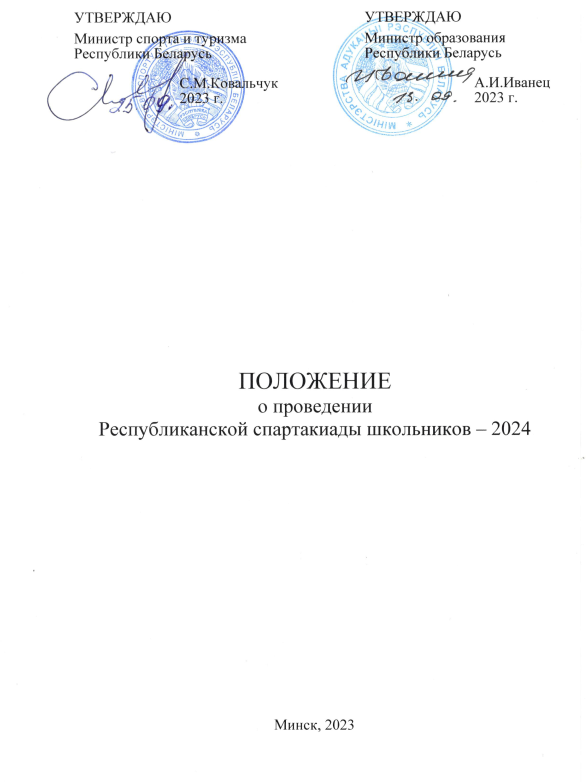 УТВЕРЖДАЮ
Министр спорта и туризма
Республики Беларусь
С.М.Ковальчук
25. 09. 2023 г.
УТВЕРЖДАЮ
Министр образования
Республики Беларусь
А.И.Иванец
15. 09. 2023 г.
ПОЛОЖЕНИЕ
о проведении
Республиканской спартакиады школьников – 2024
Минск, 2023